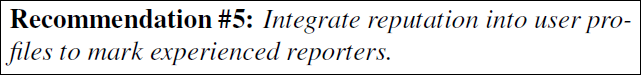 Recommendation #5: Integrate reputation into user pro-
files to mark experienced reporters.